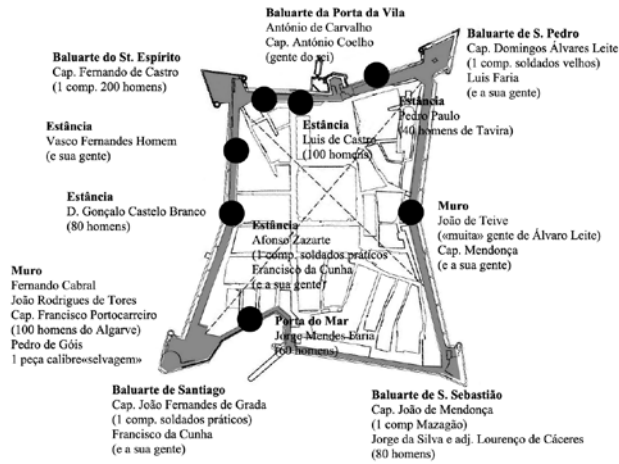 Baluarte da Porta da Vila
António de Carvalho
Cap. António Coelho
(gente do sei)
Baluarte de S. Pedro
Cap. Domingos Álvares Leite
(1 comp. soldados velhos)
Luis Faria
(e a sua gente)
Baluarte do St. Espírito
Cap. Fernando de Castro
(1 comp. 200 homens)
Estância
Pedro Paulo
(40 homens de Tavira)
Estância
Luis de Castro
(100 homens)
Estância
Vasco Fernandes Homem
(e sua gente)
Estância
D. Gonçalo Castelo Branco
(80 homens)
Muro
João de Teive
(«muita» gente de Álvaro Leite)
Cap. Mendonça
(e a sua gente)
Estância
Afonso Zazarte
(1 comp. soldados práticos
Francisco da Cunha
(e a sua gente)
Muro
Fernando Cabral
João Rodrigues de Tores
Cap. Francisco Portocarreiro
(100 homens do Algarve)
Pedro de Góis
1 peça calibre«selvagem»
Porta do Mar
Jorge Mendes Faria
(60 homens)
Baluarte de Santiago
Cap. João Fernandes de Grada
(1 comp. soldados práticos)
Francisco da Cunha
(e a sua gente)
Baluarte de S. Sebastião
Cap. João de Mendonça
(1 comp Mazagão)
Jorge da Silva e adj. Lourenço de Cáceres
(80 homens)